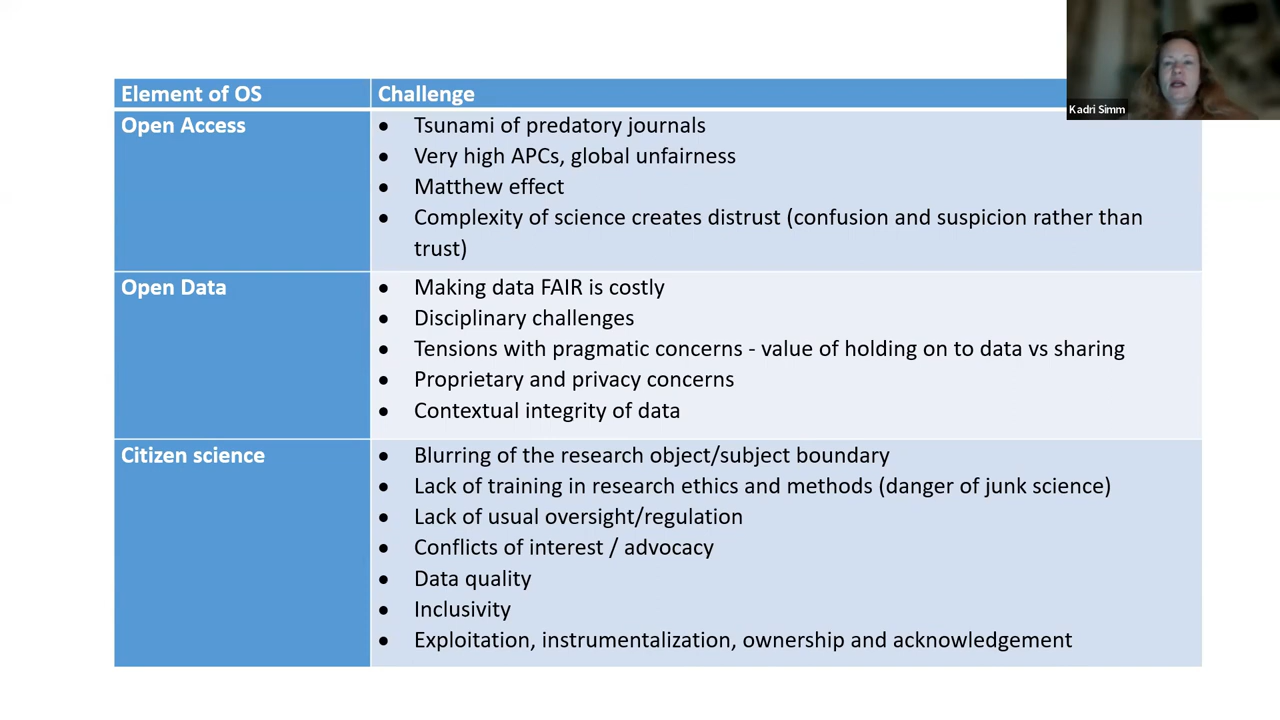 Kadri Simm
Element of OS
Challenge
Open Access
• Tsunami of predatory journals
• Very high APCs, global unfairness
• Matthew effect
• Complexity of science creates distrust (confusion and suspicion rather than
trust)
Open Data
• Making data FAIR is costly
• Disciplinary challenges
• Tensions with pragmatic concerns - value of holding on to data vs sharing
• Proprietary and privacy concerns
• Contextual integrity of data
Citizen science
• Blurring of the research object/subject boundary
• Lack of training in research ethics and methods (danger of junk science)
• Lack of usual oversight/regulation
• Conflicts of interest / advocacy
• Data quality
• Inclusivity
• Exploitation, instrumentalization, ownership and acknowledgement